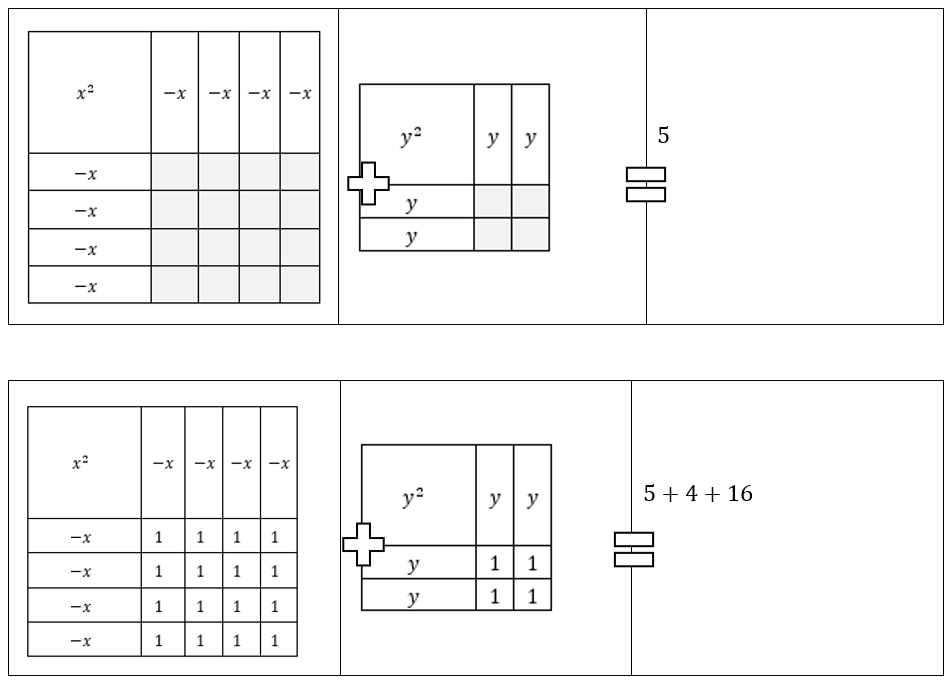 x² −x −x −x −x
−x
−x
−x
−x
y² y y
y
y
5
x² −x −x −x −x
−x 1 1 1 1
−x 1 1 1 1
−x 1 1 1 1
−x 1 1 1 1
y² y y
y 1 1
y 1 1
5 + 4 + 16